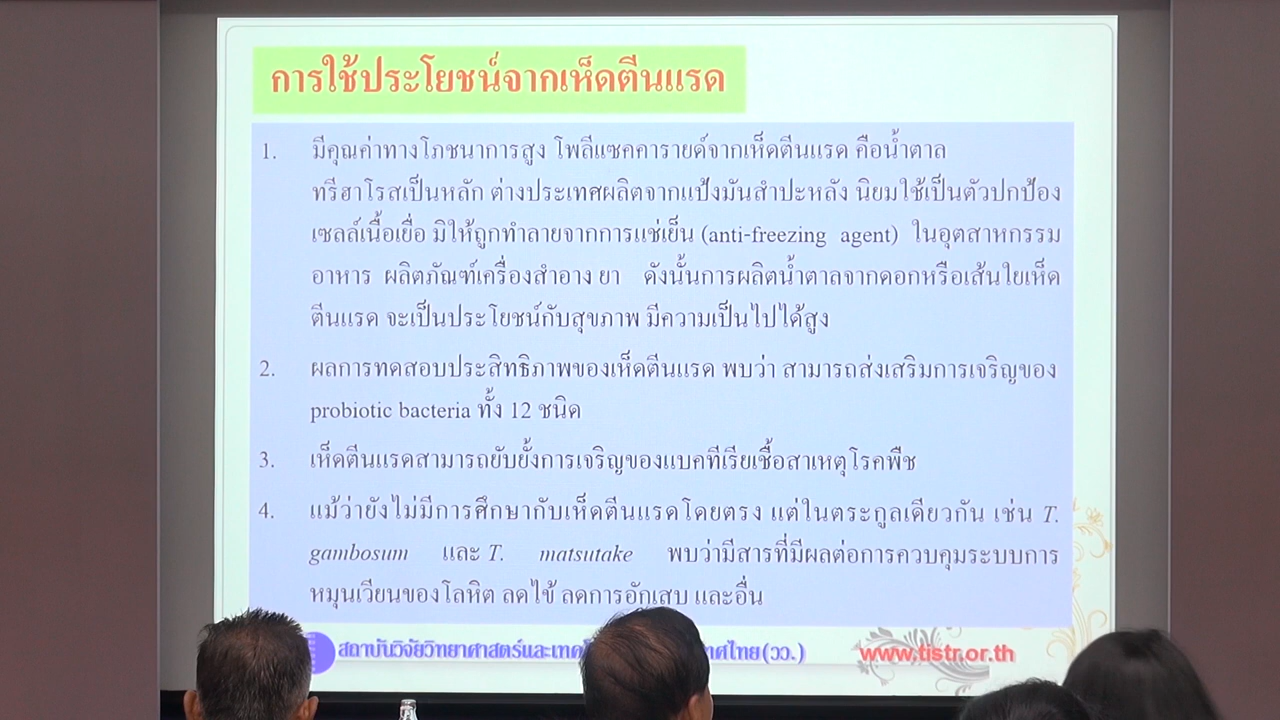 การใช้ประโยชน์จากเห็ดตีนแรด
1. มีคุณค่าทางโภชนาการสูง โพลีแซคคารายด์จากเห็ดตีนแรด คือน้ำตาล
ทรีฮาโรสเป็นหลัก ต่างประเทศผลิตจากแป้งมันสำปะหลัง นิยมใช้เป็นตัวปกป้อง
เซลล์เนื้อเยื่อ มิให้ถูกทำลายจากการแช่เย็น (anti-freezing agent) ในอุตสาหกรรม
อาหาร ผลิตภัณฑ์เครื่องสำอาง ยา ดังนั้นการผลิตน้ำตาลจากดอกหรือเส้นใยเห็ด
ตีนแรด จะเป็นประโยชน์กับสุขภาพ มีความเป็นไปได้สูง
2. ผลการทดสอบประสิทธิภาพของเห็ดตีนแรด พบว่า สามารถส่งเสริมการเจริญของ
probiotic bacteria ทั้ง 12 ชนิด
3. เห็ดตีนแรดสามารถยับยั้งการเจริญของแบคทีเรียเชื้อสาเหตุโรคพืช
4. แม้ว่ายังไม่มีการศึกษากับเห็ดตีนแรดโดยตรง แต่ในตระกูลเดียวกัน เช่น T.
gambosum และ T. matsutake พบว่ามีสารที่มีผลต่อการควบคุมระบบการ
หมุนเวียนของโลหิต ลดไข้ ลดการอักเสบ และอื่น
สถาบันวิจัยวิทยาศาสตร์และเทค ศไทย(วว.) www.tistr.or.th